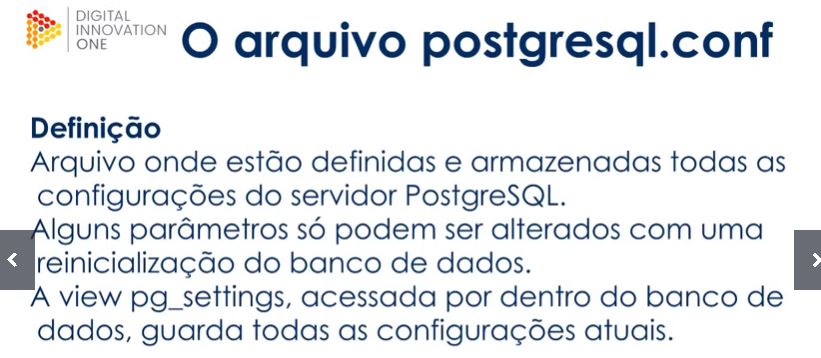 DIGITAL
INNOVATION
ONE
O arquivo postgresql.conf
Definição
Arquivo onde estão definidas e armazenadas todas as
configurações do servidor PostgreSQL.
Alguns parâmetros só podem ser alterados com uma
reinicialização do banco de dados.
A view pg_settings, acessada por dentro do banco de
dados, guarda todas as configurações atuais.